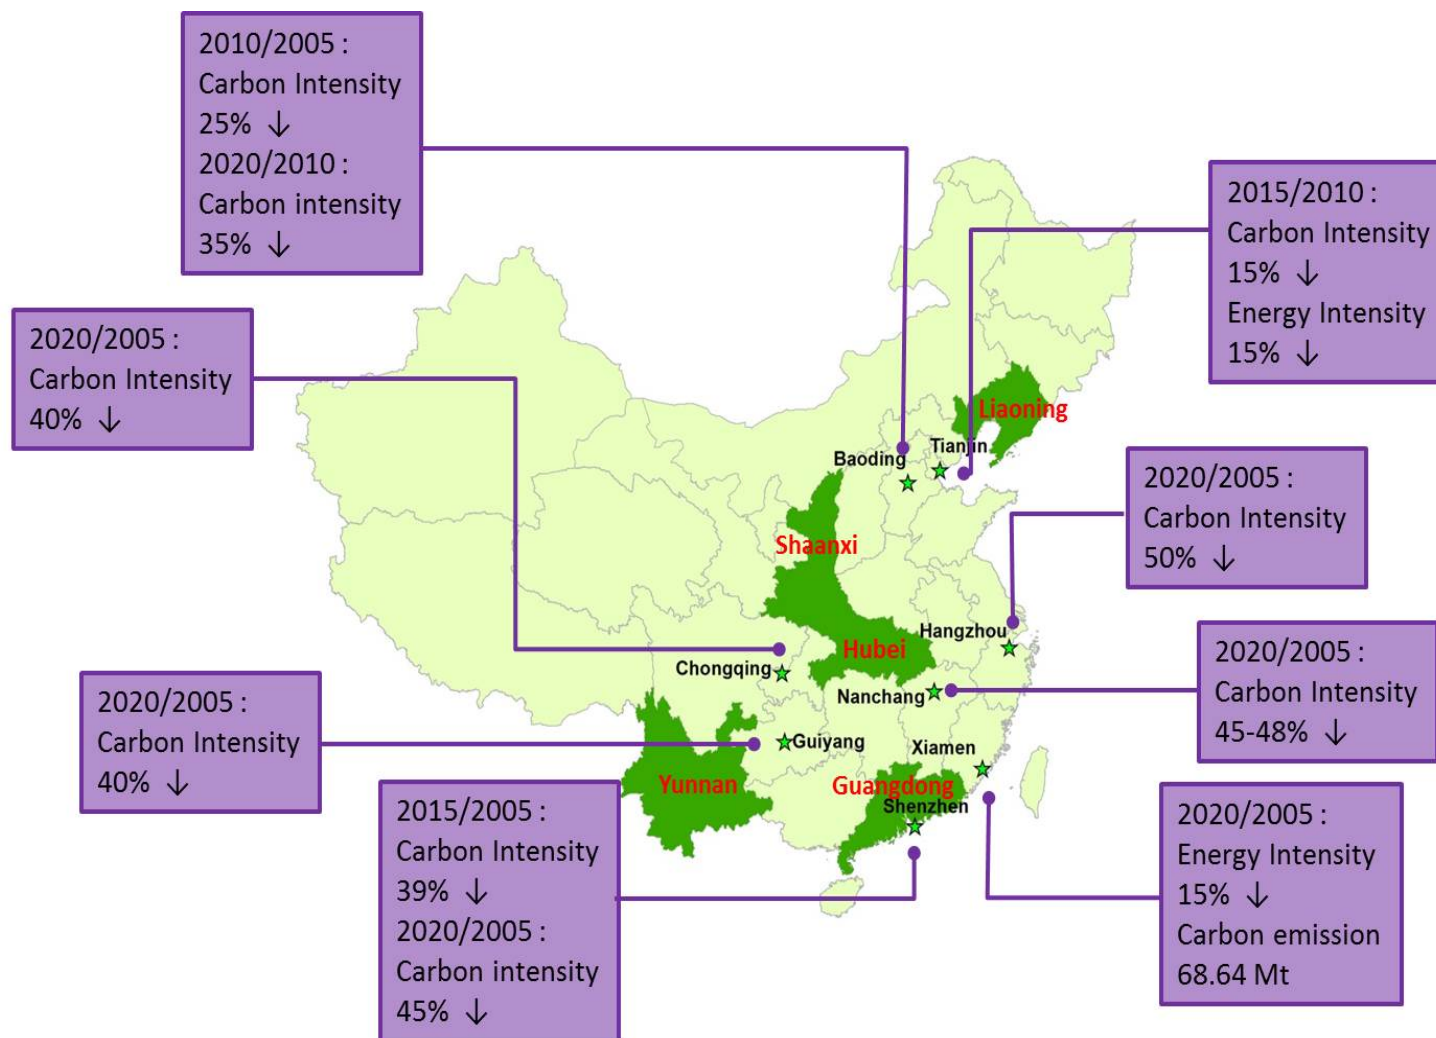 2010/2005 :
Carbon Intensity
25% ↓
2020/2010 :
Carbon intensity
35% ↓
2015/2010 :
Carbon Intensity
15% ↓
Energy Intensity
15% ↓
2020/2005 :
Carbon Intensity
40% ↓
Liaoning
Tianjin
Baoding
2020/2005 :
Carbon Intensity
50% ↓
Shaanxi
Hangzhou
Hubei
Chongqing
Nanchang
2020/2005 :
Carbon Intensity
45-48% ↓
2020/2005 :
Carbon Intensity
40% ↓
Guiyang
Xiamen
Yunnan
Guangdong
Shenzhen
2015/2005 :
Carbon Intensity
39% ↓
2020/2005 :
Carbon intensity
45% ↓
2020/2005 :
Energy Intensity
15% ↓
Carbon emission
68.64 Mt